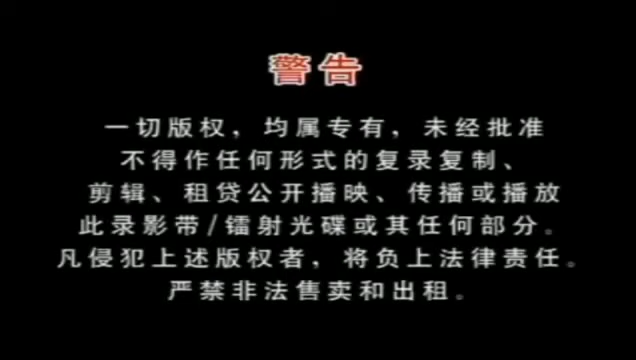 警告
一切版权，均属专有，未经批准
不得作任何形式的复录复制、
剪辑、租贷公开播映、传播或播放
此录影带/镭射光碟或其任何部分。
凡侵犯上述版权者，将负上法律责任。
严禁非法售卖和出租。